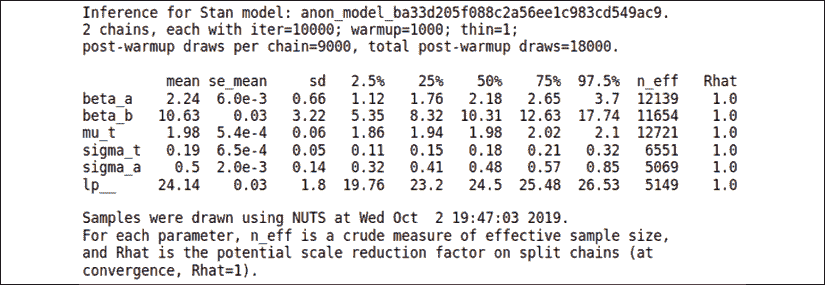 Inference for Stan model: anon_model_ba33d205f088c2a56ee1c983cd549ac9.
2 chains, each with iter=10000; warmup=1000; thin=1;
post-warmup draws per chain=9000, total post-warmup draws=18000.
mean se_mean sd 2.5% 25% 50% 75% 97.5% n_eff Rhat
beta_a 2.24 6.0e-3 0.66 1.12 1.76 2.18 2.65 3.7 12139 1.0
beta_b 10.63 0.03 3.22 5.35 8.32 10.31 12.63 17.74 11654 1.0
mu_t 1.98 5.4e-4 0.06 1.86 1.94 1.98 2.02 2.1 12721 1.0
sigma_t 0.19 6.5e-4 0.05 0.11 0.15 0.18 0.21 0.32 6551 1.0
sigma_a 0.5 2.0e-3 0.14 0.32 0.41 0.48 0.57 0.85 5069 1.0
lp__ 24.14 0.03 1.8 19.76 23.2 24.5 25.48 26.53 5149 1.0
Samples were drawn using NUTS at Wed Oct  2 19:47:03 2019.
For each parameter, n_eff is a crude measure of effective sample size,
and Rhat is the potential scale reduction factor on split chains (at
convergence, Rhat=1).